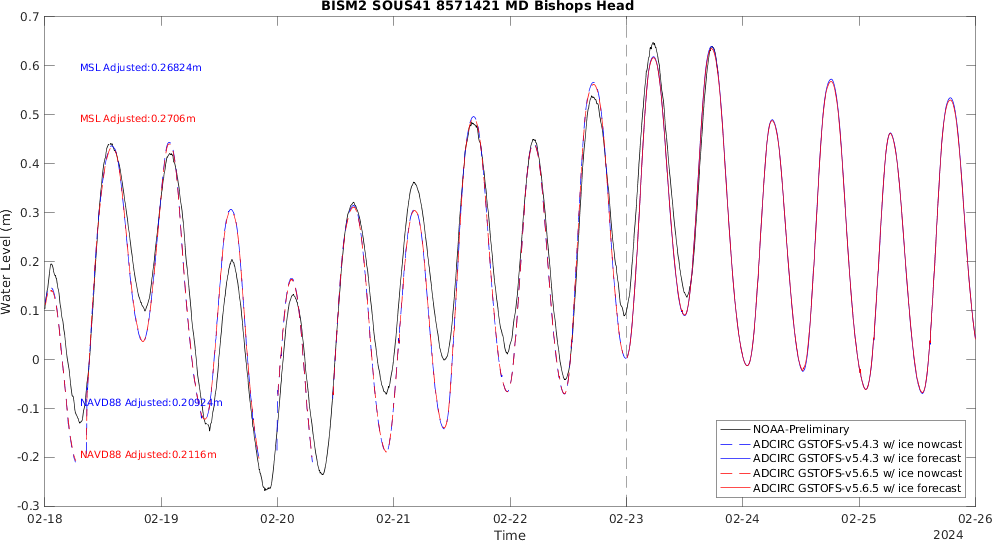 BISM2 SOUS41 8571421 MD Bishops Head
0.7
0.6
0.5
0.4
0.3
0.2
0.1
0
-0.1
-0.2
-0.3
Water Level (m)
MSL Adjusted:0.26824m
MSL Adjusted:0.2706m
NAVD88 Adjusted:0.20924m
NAVD88 Adjusted:0.2116m
NOAA-Preliminary
ADCIRC GSTOFS-v5.4.3 w/ ice nowcast
ADCIRC GSTOFS-v5.4.3 w/ ice forecast
ADCIRC GSTOFS-v5.6.5 w/ ice nowcast
ADCIRC GSTOFS-v5.6.5 w/ ice forecast
02-18 02-19 02-20 02-21 02-22 02-23 02-24 02-25 02-26
Time
2024